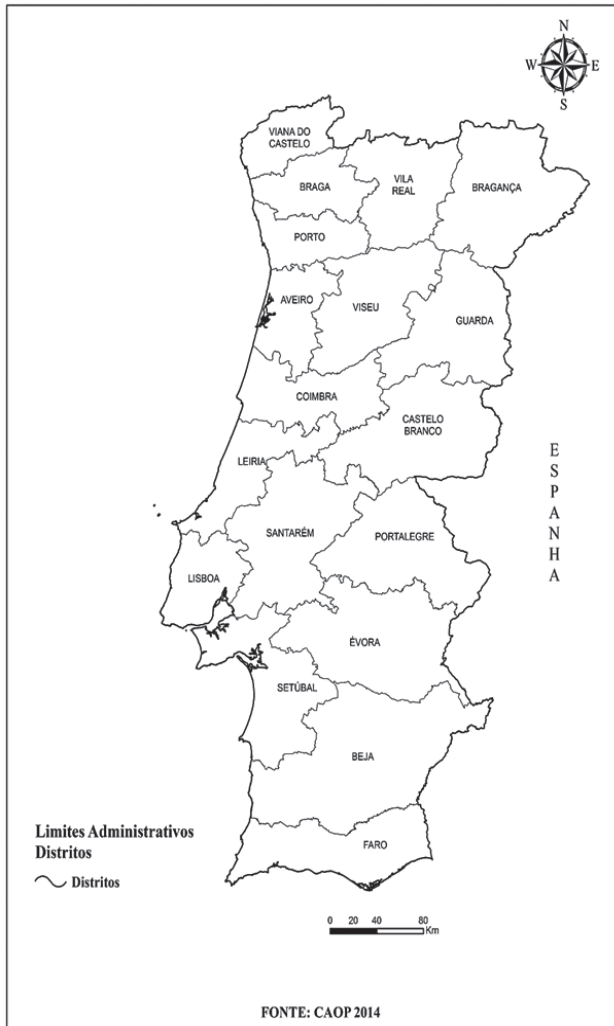 N
W
E
S
VIANA DO
CASTELO
BRAGA
VILA
REAL
BRAGANÇA
PORTO
AVEIRO
VISEU
GUARDA
COIMBRA
CASTELO
BRANCO
LEIRIA
SANTARÉM
PORTALEGRE
LISBOA
ÉVORA
SETÚBAL
BEJA
FARO
E
S
P
A
N
H
A
Limites Administrativos
Distritos
Distritos
0 20 40 80
Km
FONTE: CAOP 2014